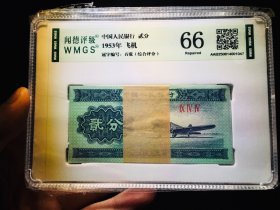 闻德评级
WMGS
中国人民银行 贰分
1953年 飞机
冠字编号:百张(综合评分)
66
Repaired
贰分